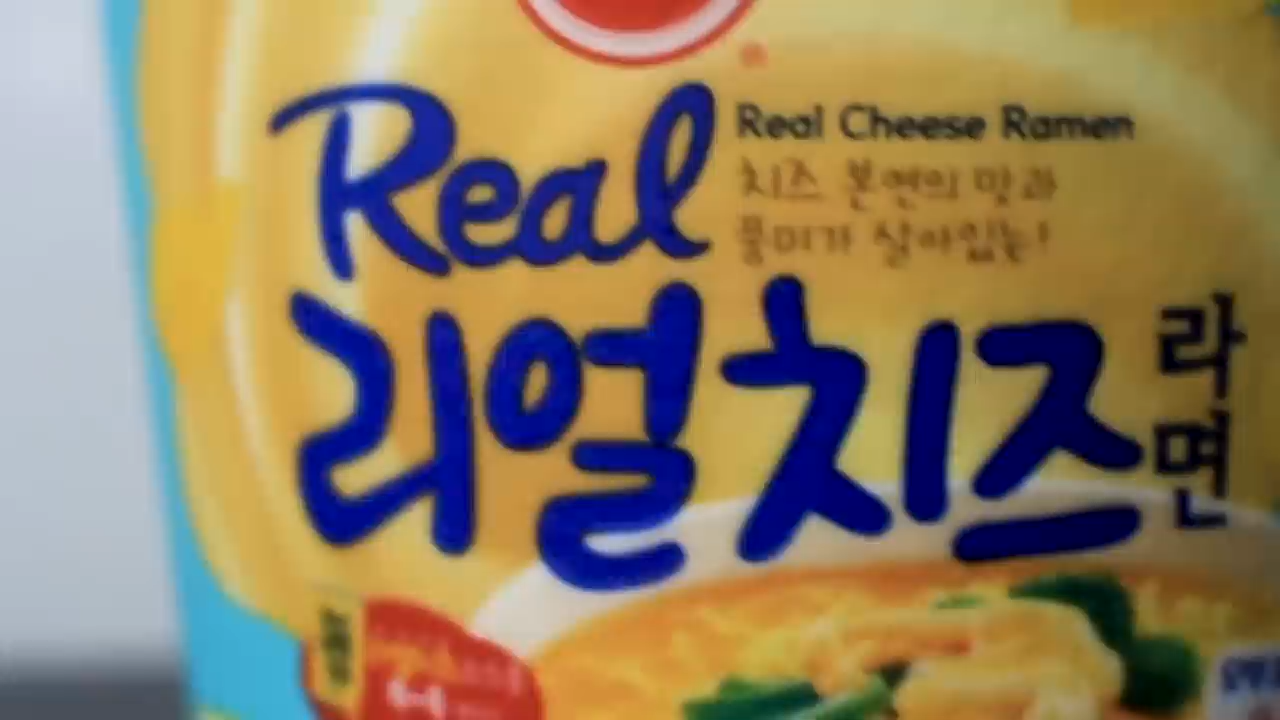 Real
Real Cheese Ramen
치즈 본연의 맛과
풍미가 살아있는!
리얼치즈
라면